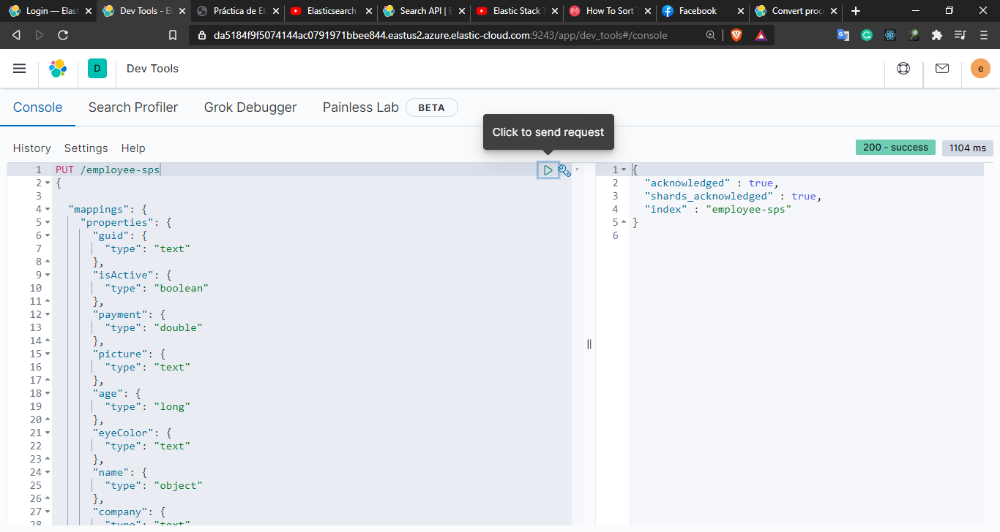 Login — Elast
Dev Tools - El
Práctica de El
Elasticsearch
Search API | E
Elastic Stack T
How To Sort T
Facebook
Convert proc
da5184f9f5074144ac0791971bbee844.eastus2.azure.elastic-cloud.com:9243/app/dev_tools#/console
D
Dev Tools
e
Console
Search Profiler
Grok Debugger
Painless Lab
BETA
Click to send request
History
Settings
Help
200 - success
1104 ms
1 PUT /employee-sps
2 {
3
4 "mappings": {
5 "properties": {
6 "guid": {
7 "type": "text"
8 },
9 "isActive": {
10 "type": "boolean"
11 },
12 "payment": {
13 "type": "double"
14 },
15 "picture": {
16 "type": "text"
17 },
18 "age": {
19 "type": "long"
20 },
21 "eyeColor": {
22 "type": "text"
23 },
24 "name": {
25 "type": "object"
26 },
27 "company": {
28 "type": "text"
1 {
2 "acknowledged" : true,
3 "shards_acknowledged" : true,
4 "index" : "employee-sps"
5 }
6